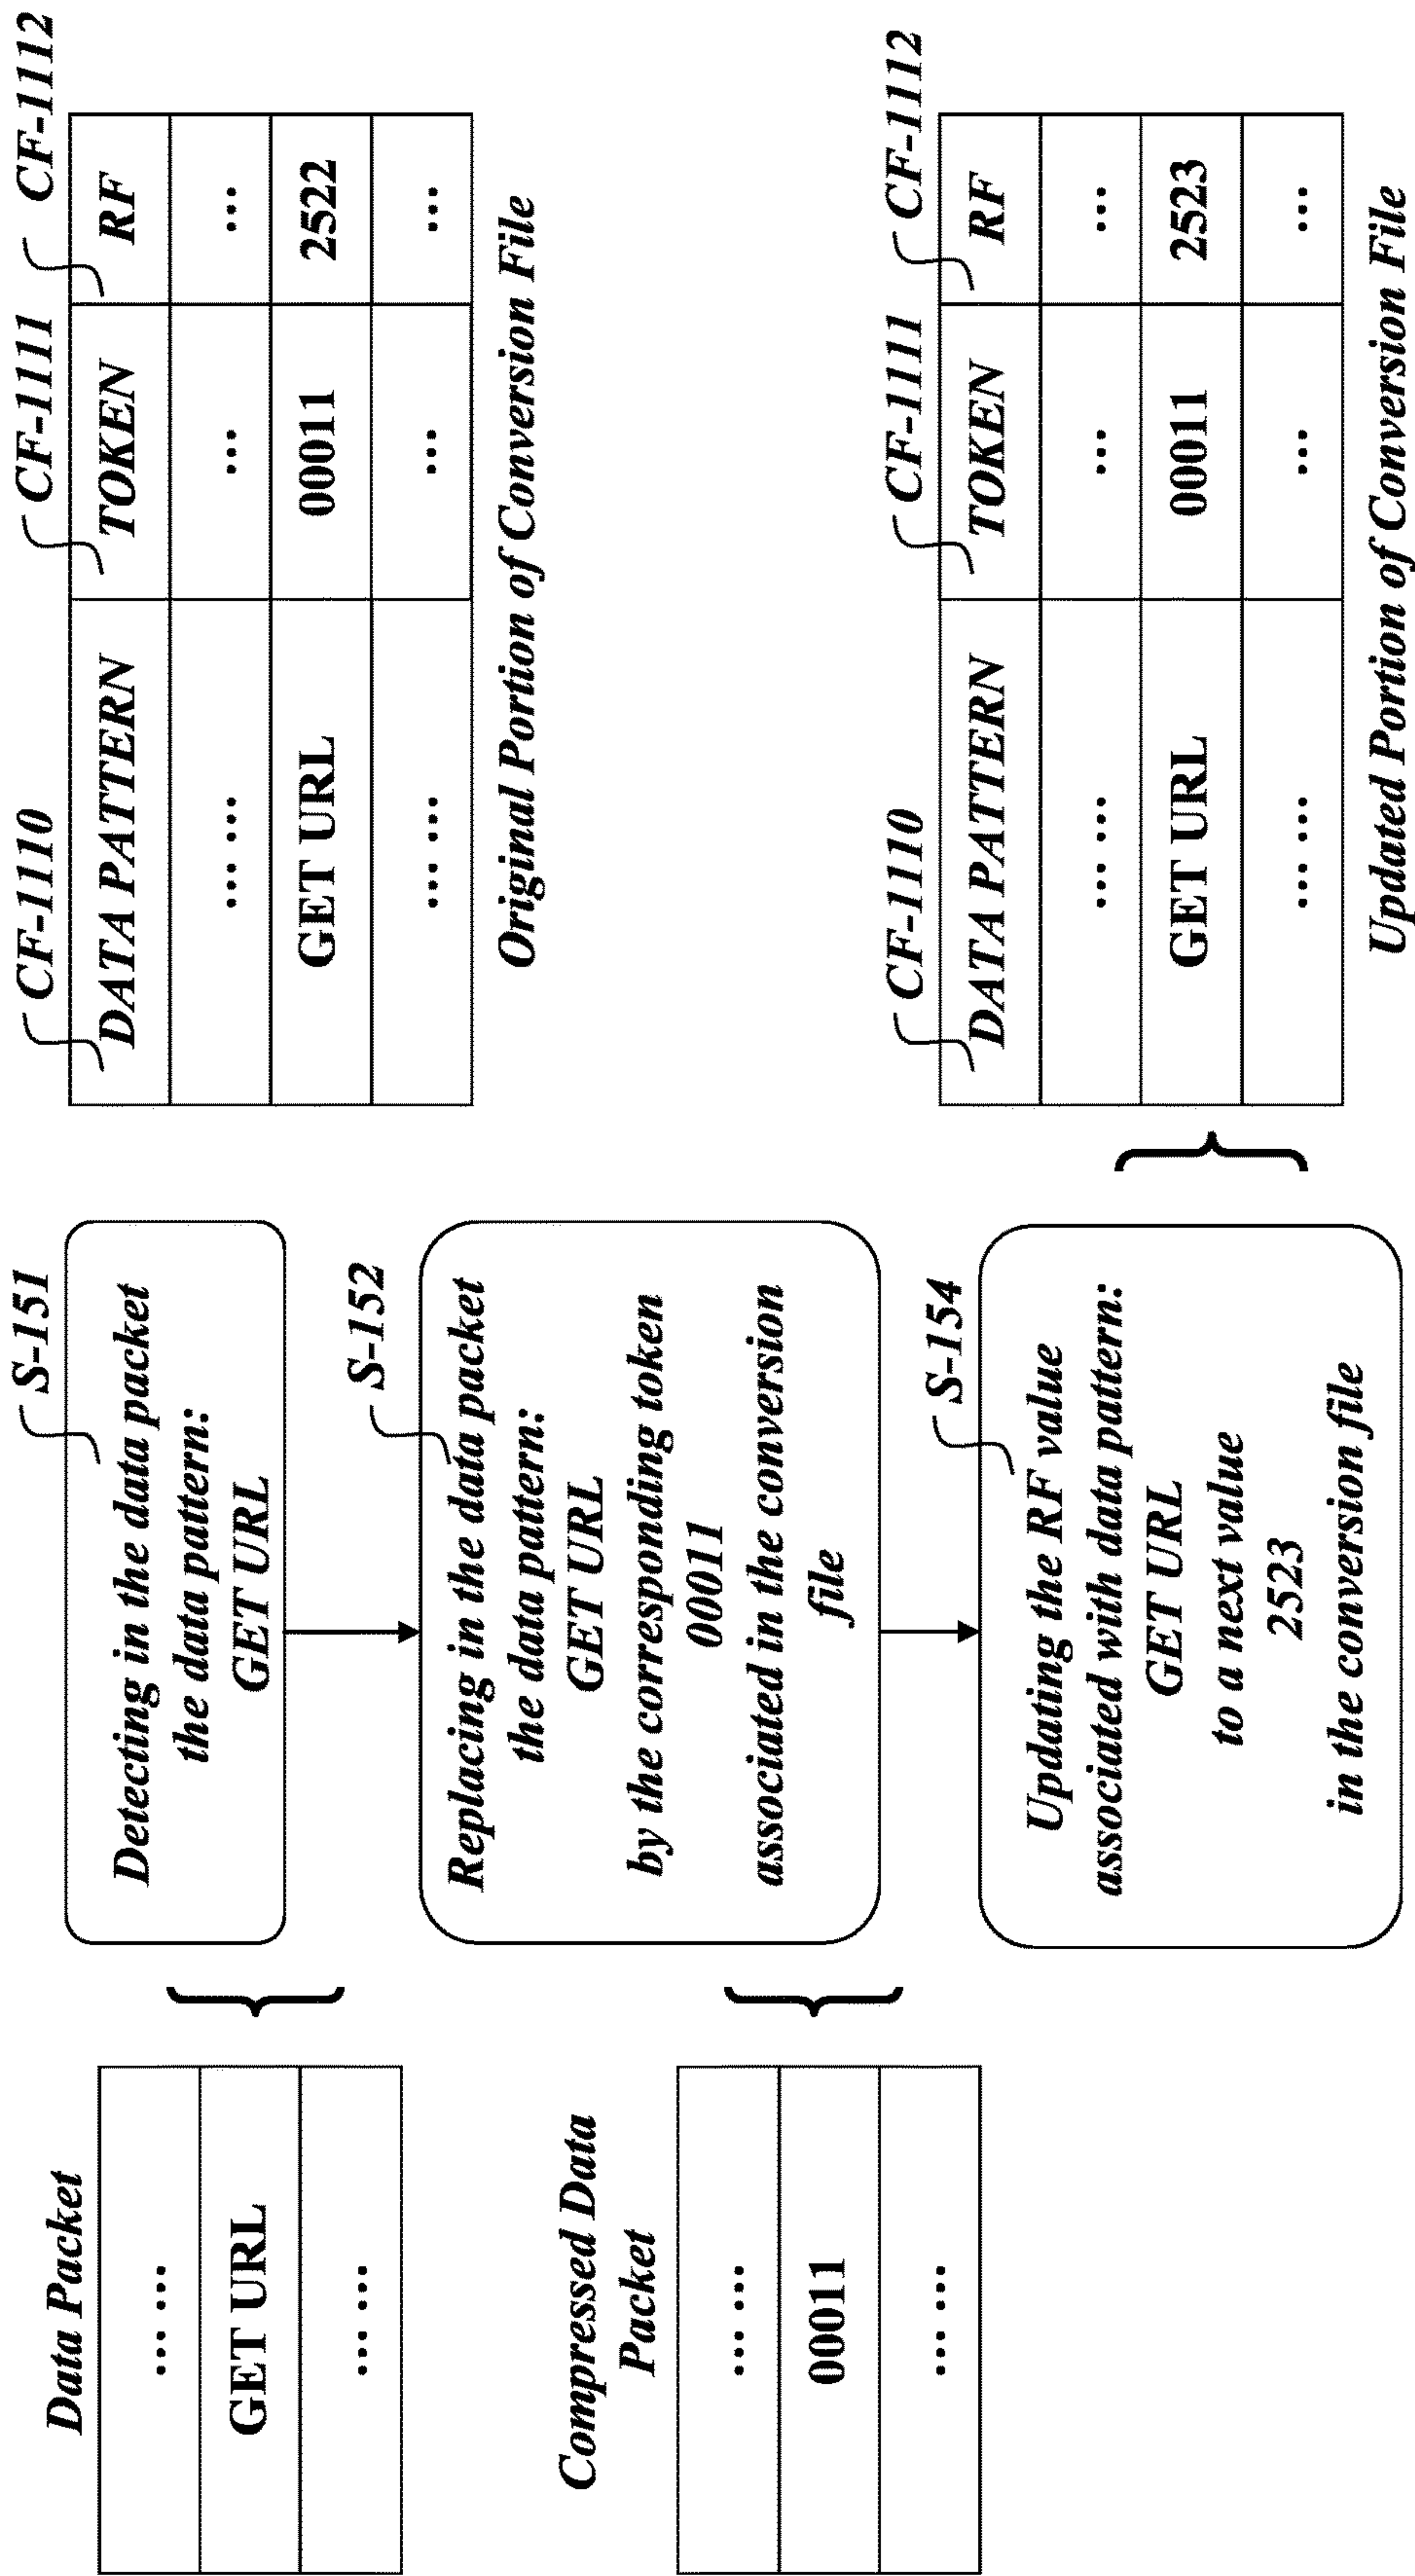 Data Packet
... ...
GET URL
... ...
Compressed Data
Packet
... ...
00011
... ...
S-151
Detecting in the data packet
the data pattern:
GET URL
S-152
Replacing in the data packet
the data pattern:
GET URL
by the corresponding token
00011
associated in the conversion
file
S-154
Updating the RF value
associated with data pattern:
GET URL
to a next value
2523
in the conversion file
CF-1110 CF-1111 CF-1112
DATA PATTERN TOKEN RF
... ... ... ...
GET URL 00011 2522
... ... ... ...
Original Portion of Conversion File
CF-1110 CF-1111 CF-1112
DATA PATTERN TOKEN RF
... ... ... ...
GET URL 00011 2523
... ... ... ...
Updated Portion of Conversion File